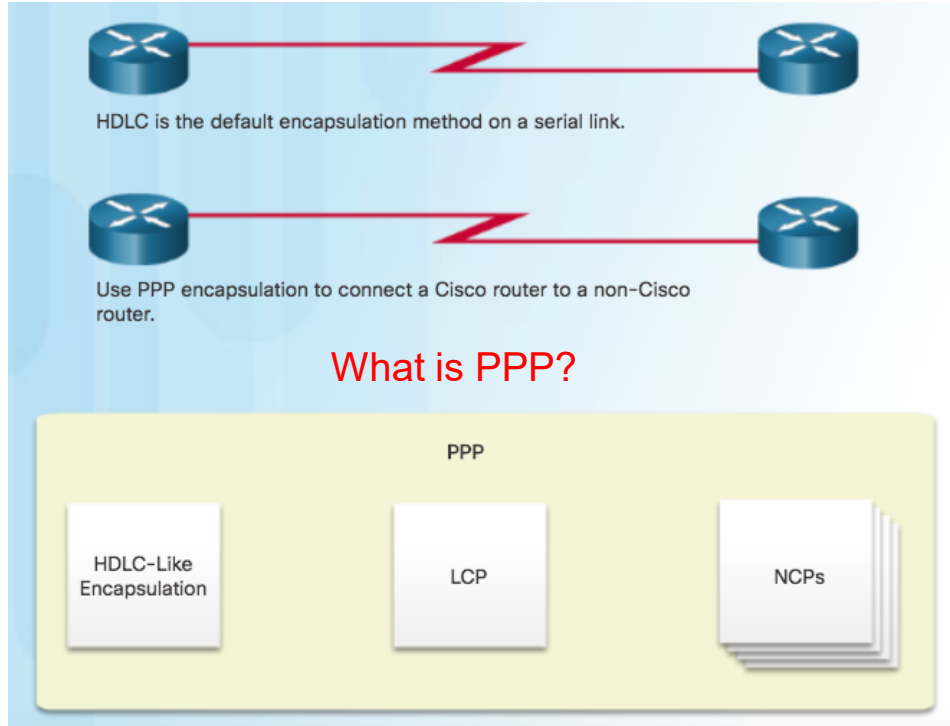 HDLC is the default encapsulation method on a serial link.
Use PPP encapsulation to connect a Cisco router to a non-Cisco
router.
What is PPP?
PPP
HDLC-Like
Encapsulation
LCP
NCPs